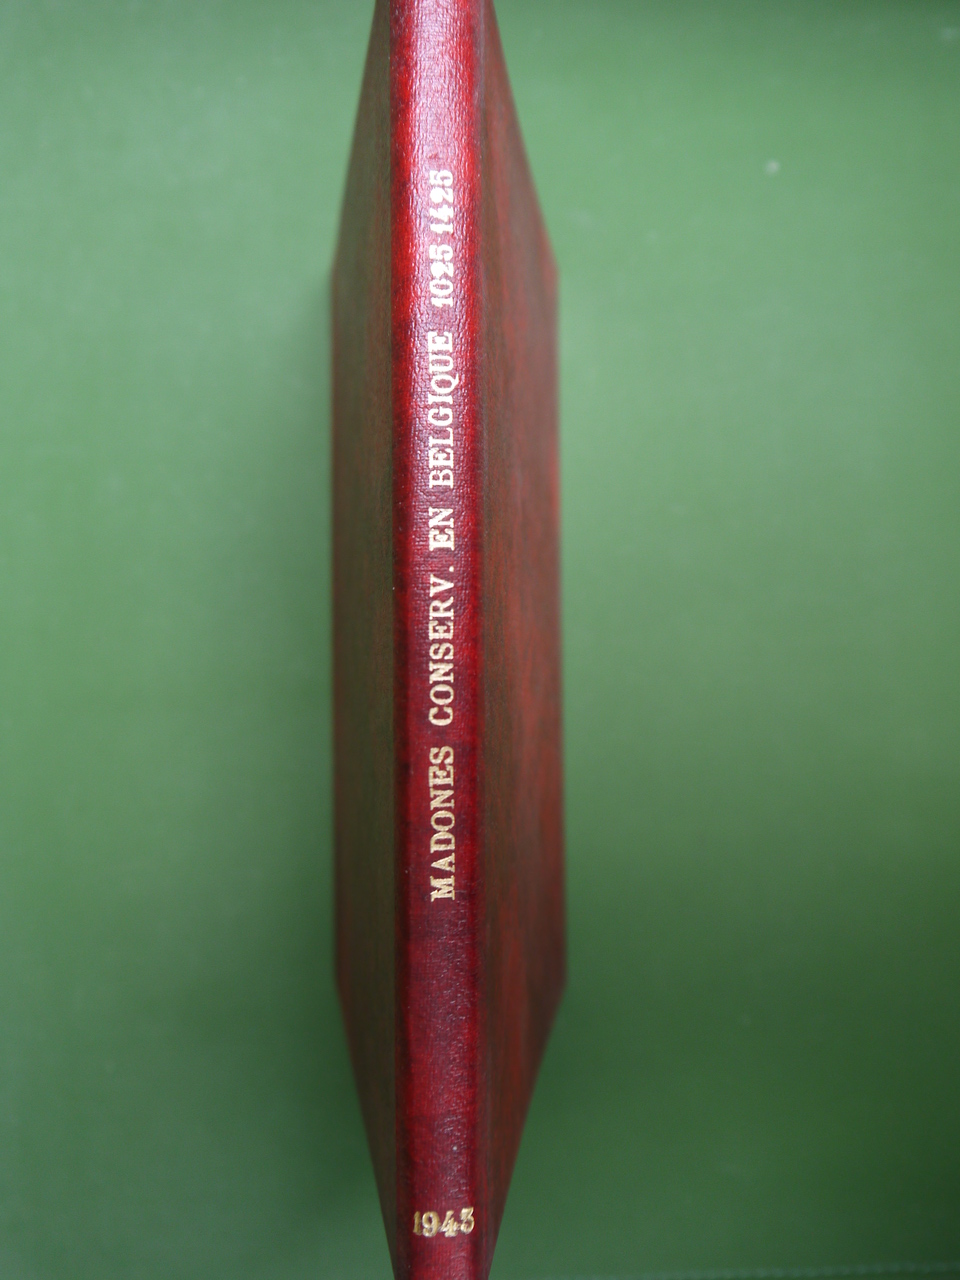 MADONES CONSERV. EN BELGIQUE 1025 1425
1943